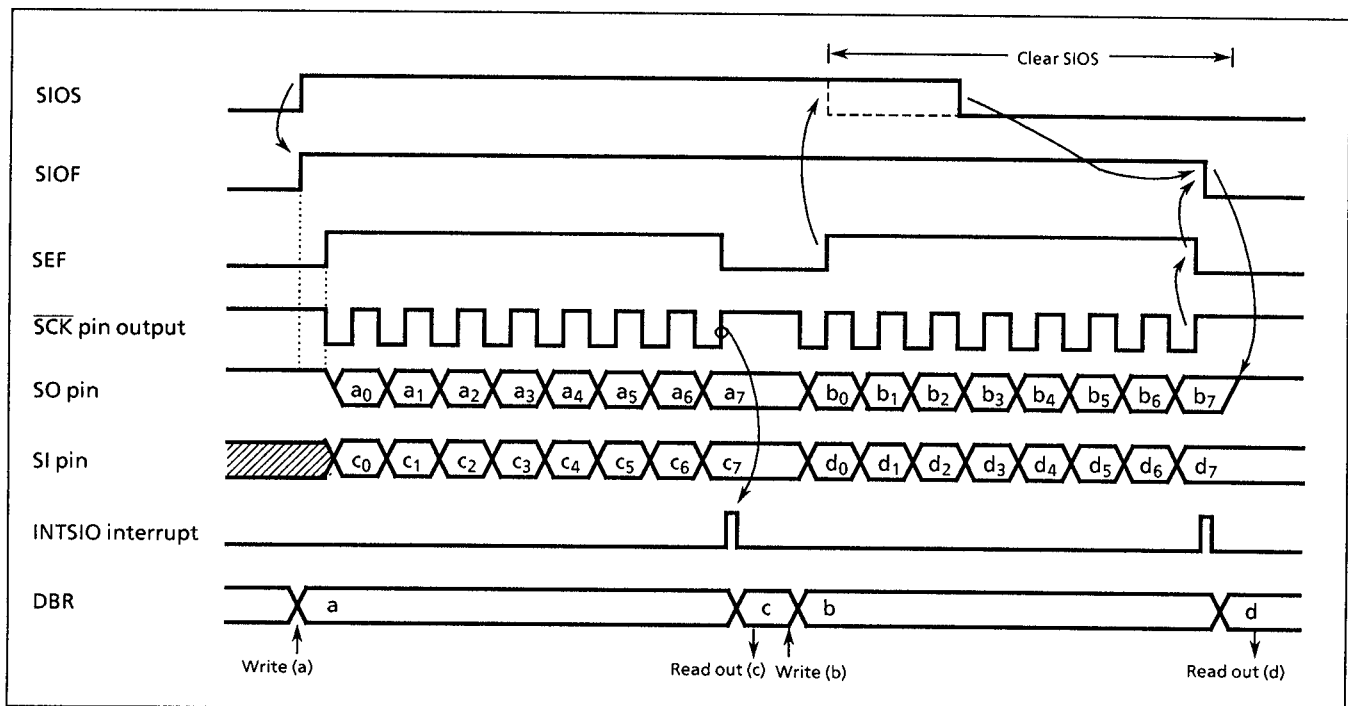 Clear SIOS
SIOS
SIOF
SEF
SCK pin output
SO pin
a0 a1 a2 a3 a4 a5 a6 a7 b0 b1 b2 b3 b4 b5 b6 b7
SI pin
c0 c1 c2 c3 c4 c5 c6 c7 d0 d1 d2 d3 d4 d5 d6 d7
INTSIO interrupt
DBR
a c b d
Write (a) Read out (c) Write (b) Read out (d)